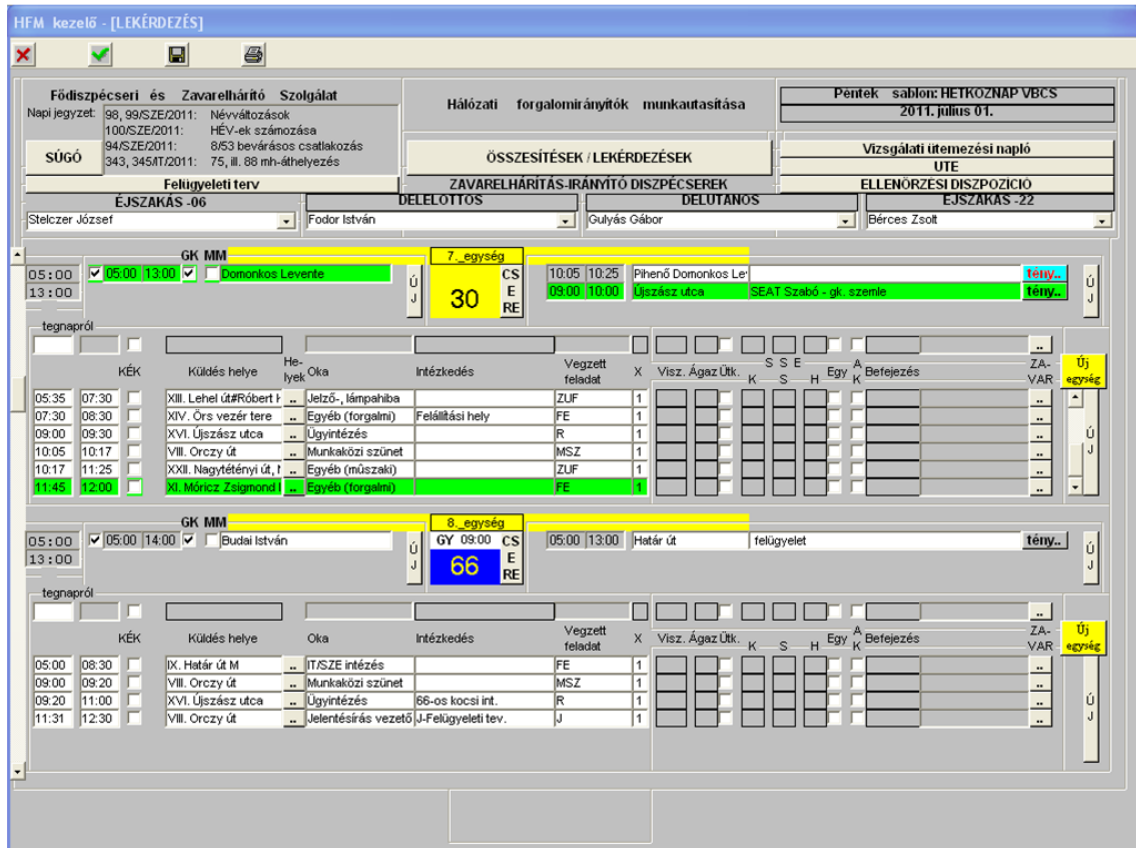 HFM kezelő - [LEKÉRDEZÉS]
Födiszpécseri és Zavarelhárító Szolgálat
Napi jegyzet:
98, 99/SZE/2011: Névváltozások
100/SZE/2011: HÉV-ek számozása
94/SZE/2011: 8/53 bevárásos csatlakozás
343, 345/IT/2011: 75, ill. 88 mh-áthelyezés
SÚGÓ
Felügyeleti terv
Hálózati forgalomirányítók munkautasítása
ÖSSZESÍTÉSEK / LEKÉRDEZÉSEK
ZAVARELHÁRÍTÁS-IRÁNYÍTÓ DISZPÉCSEREK
Péntek sablon: HETKOZNAP VBCS
2011. július 01.
Vizsgálati ütemezési napló
UTE
ELLENŐRZÉSI DISZPOZÍCIÓ
ÉJSZAKÁS -06 DÉLELŐTTÖS DÉLUTÁNOS ÉJSZAKÁS -22
Stelczer József Fodor István Gulyás Gábor Bérces Zsolt
GK MM 7._egység
05:00 05:00 13:00 Domonkos Levente ÚJ 30 CSERE 10:05 10:25 Pihenő Domonkos Le tény.. ÚJ
13:00 09:00 10:00 Újszász utca SEAT Szabó - gk. szemle tény..
tegnapról
..
KÉK Küldés helye He-lyek Oka Intézkedés Vegzett feladat X Visz. Ágaz Ütk. K S S S E H Egy A K Befejezés ZA-VAR Új egység
05:35 07:30 XIII. Lehel út#Róbert .. Jelző-, lámpahiba ZUF 1 ..
07:30 08:30 XIV. Örs vezér tere .. Egyéb (forgalmi) Felállítási hely FE 1 ..
09:00 09:30 XVI. Újszász utca .. Ügyintézés R 1 .. ÚJ
10:05 10:17 VIII. Orczy út .. Munkaközi szünet MSZ 1 ..
10:17 11:25 XXII. Nagytétényi út, .. Egyéb (műszaki) ZUF 1 ..
11:45 12:00 XI. Móricz Zsigmond .. Egyéb (forgalmi) FE 1 ..
GK MM 8._egység
05:00 05:00 14:00 Budai István ÚJ GY 09:00 66 CSERE 05:00 13:00 Határ út felügyelet tény.. ÚJ
13:00
tegnapról
..
KÉK Küldés helye Oka Intézkedés Vegzett feladat X Visz. Ágaz Ütk. K S H Egy A K Befejezés ZA-VAR Új egység
05:00 08:30 IX. Határ út M .. IT/SZE intézés FE 1 ..
09:00 09:20 VIII. Orczy út .. Munkaközi szünet MSZ 1 ..
09:20 11:00 XVI. Újszász utca .. Ügyintézés 66-os kocsi int. R 1 .. ÚJ
11:31 12:30 VIII. Orczy út .. Jelentésírás vezető J-Felügyeleti tev. J 1 ..